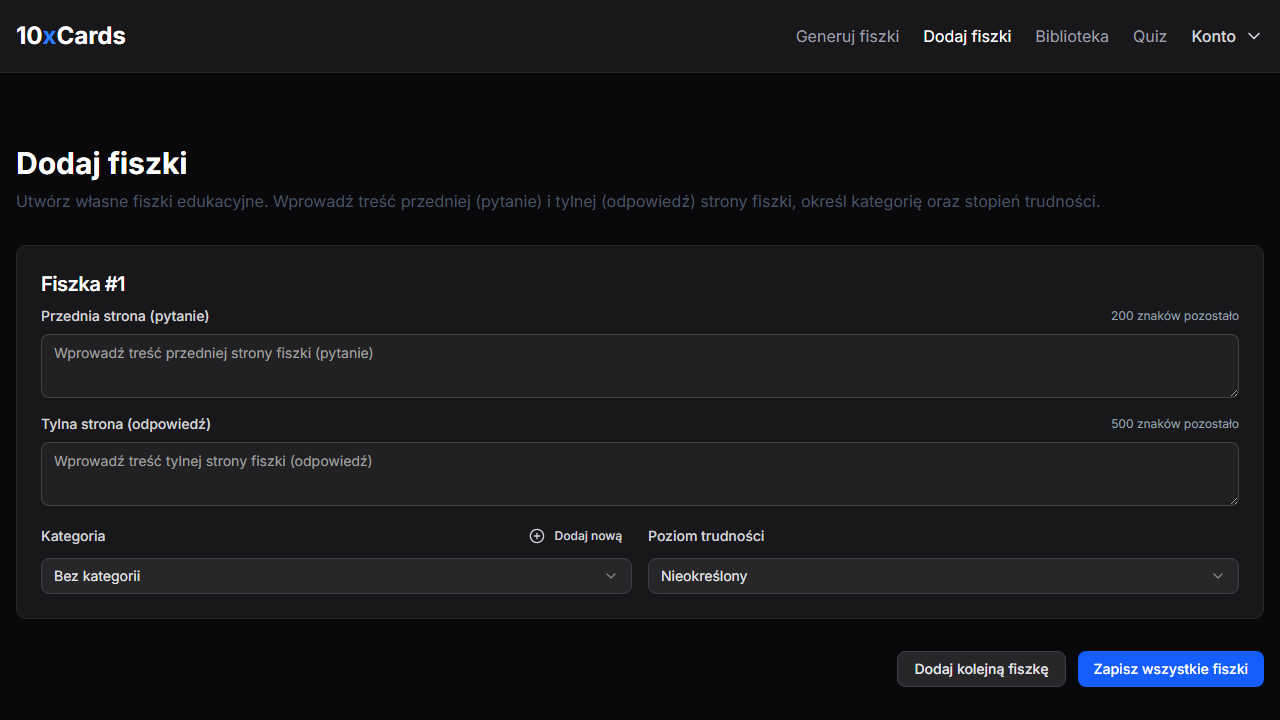 10xCards
Generuj fiszki
Dodaj fiszki
Biblioteka
Quiz
Konto
Dodaj fiszki
Utwórz własne fiszki edukacyjne. Wprowadź treść przedniej (pytanie) i tylnej (odpowiedź) strony fiszki, określ kategorię oraz stopień trudności.
Fiszka #1
Przednia strona (pytanie)
200 znaków pozostało
Wprowadź treść przedniej strony fiszki (pytanie)
Tylna strona (odpowiedź)
500 znaków pozostało
Wprowadź treść tylnej strony fiszki (odpowiedź)
Kategoria
Dodaj nową
Poziom trudności
Bez kategorii
Nieokreślony
Dodaj kolejną fiszkę
Zapisz wszystkie fiszki